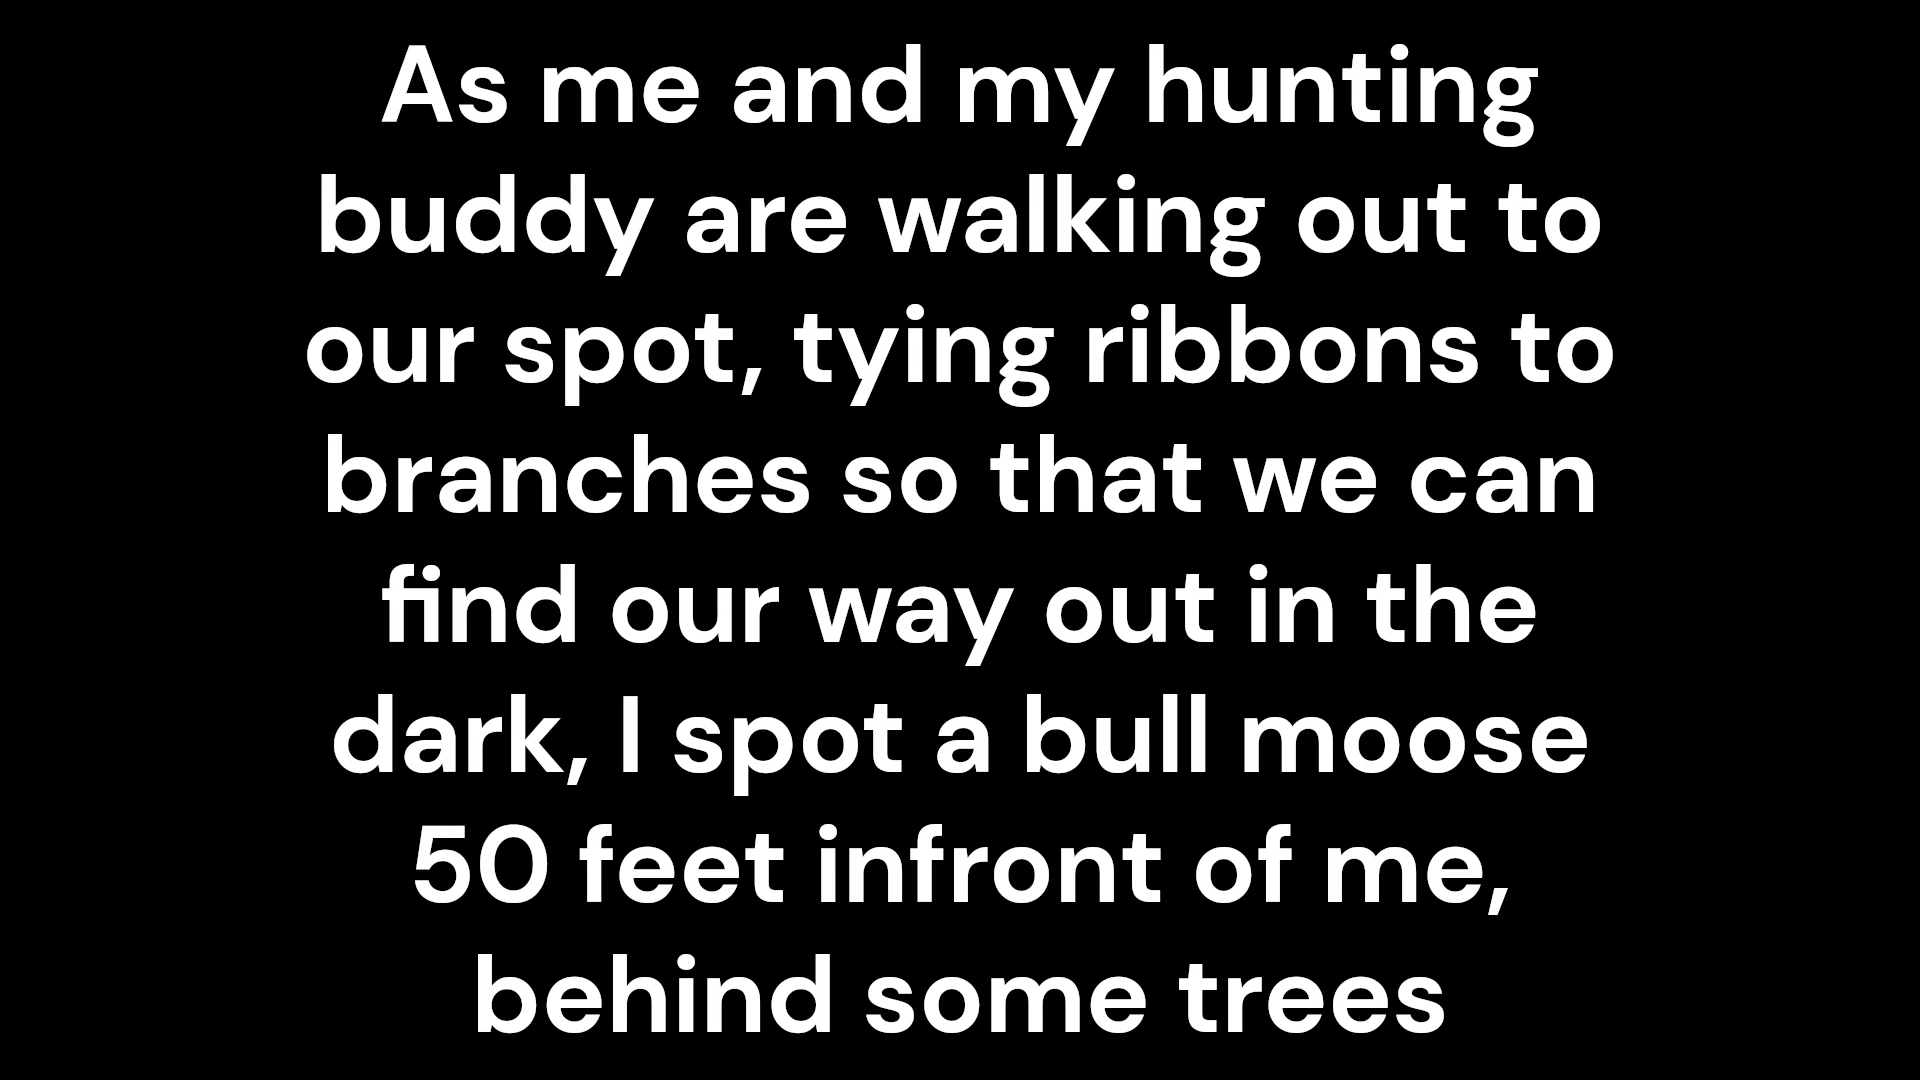 As me and my hunting
buddy are walking out to
our spot, tying ribbons to
branches so that we can
find our way out in the
dark, I spot a bull moose
50 feet infront of me,
behind some trees